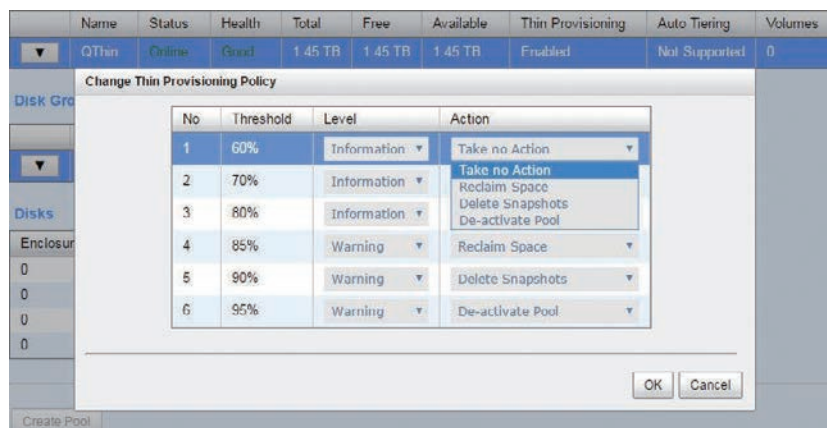 Name Status Health Total Free Available Thin Provisioning Auto Tiering Volumes
▼ QThin Online Good 1.45 TB 1.45 TB 1.45 TB Enabled Not Supported 0
Change Thin Provisioning Policy
Disk Gro
No Threshold Level Action
1 60% Information ▼ Take no Action ▼
Take no Action
Reclaim Space
Delete Snapshots
De-activate Pool
2 70% Information ▼
3 80% Information ▼
4 85% Warning ▼ Reclaim Space ▼
5 90% Warning ▼ Delete Snapshots ▼
6 95% Warning ▼ De-activate Pool ▼
▼
Disks
Enclosur
0
0
0
0
OK Cancel
Create Pool